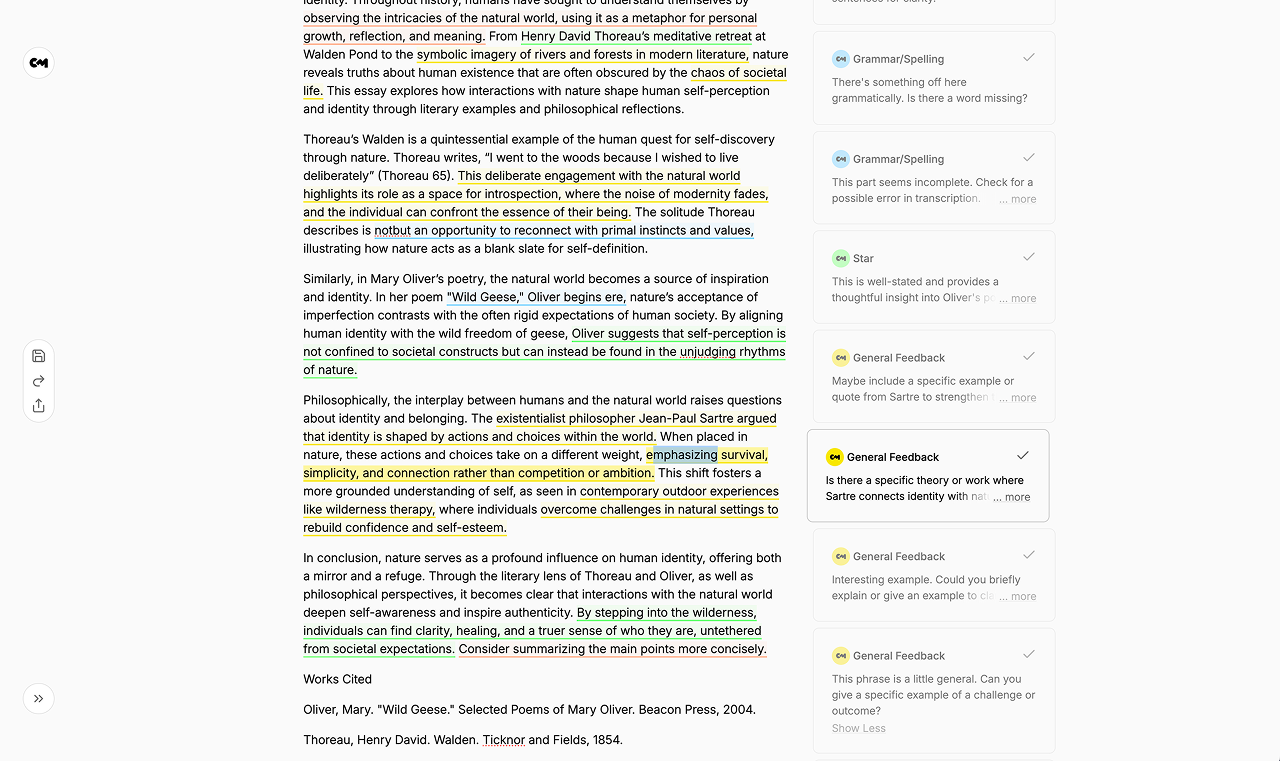 identity. Throughout history, humans have sought to understand themselves by
observing the intricacies of the natural world, using it as a metaphor for personal
growth, reflection, and meaning. From Henry David Thoreau's meditative retreat at
Walden Pond to the symbolic imagery of rivers and forests in modern literature, nature
reveals truths about human existence that are often obscured by the chaos of societal
life. This essay explores how interactions with nature shape human self-perception
and identity through literary examples and philosophical reflections.
Thoreau's Walden is a quintessential example of the human quest for self-discovery
through nature. Thoreau writes, “I went to the woods because I wished to live
deliberately” (Thoreau 65). This deliberate engagement with the natural world
highlights its role as a space for introspection, where the noise of modernity fades,
and the individual can confront the essence of their being. The solitude Thoreau
describes is notbut an opportunity to reconnect with primal instincts and values,
illustrating how nature acts as a blank slate for self-definition.
Similarly, in Mary Oliver's poetry, the natural world becomes a source of inspiration
and identity. In her poem "Wild Geese," Oliver begins ere, nature's acceptance of
imperfection contrasts with the often rigid expectations of human society. By aligning
human identity with the wild freedom of geese, Oliver suggests that self-perception is
not confined to societal constructs but can instead be found in the unjudging rhythms
of nature.
Philosophically, the interplay between humans and the natural world raises questions
about identity and belonging. The existentialist philosopher Jean-Paul Sartre argued
that identity is shaped by actions and choices within the world. When placed in
nature, these actions and choices take on a different weight, emphasizing survival,
simplicity, and connection rather than competition or ambition. This shift fosters a
more grounded understanding of self, as seen in contemporary outdoor experiences
like wilderness therapy, where individuals overcome challenges in natural settings to
rebuild confidence and self-esteem.
In conclusion, nature serves as a profound influence on human identity, offering both
a mirror and a refuge. Through the literary lens of Thoreau and Oliver, as well as
philosophical perspectives, it becomes clear that interactions with the natural world
deepen self-awareness and inspire authenticity. By stepping into the wilderness,
individuals can find clarity, healing, and a truer sense of who they are, untethered
from societal expectations. Consider summarizing the main points more concisely.
Works Cited
Oliver, Mary. "Wild Geese." Selected Poems of Mary Oliver. Beacon Press, 2004.
Thoreau, Henry David. Walden. Ticknor and Fields, 1854.
sentences for clarity?
Grammar/Spelling
There's something off here
grammatically. Is there a word missing?
Grammar/Spelling
This part seems incomplete. Check for a
possible error in transcription. ... more
Star
This is well-stated and provides a
thoughtful insight into Oliver's ... more
General Feedback
Maybe include a specific example or
quote from Sartre to strengthen ... more
General Feedback
Is there a specific theory or work where
Sartre connects identity with ... more
General Feedback
Interesting example. Could you briefly
explain or give an example to ... more
General Feedback
This phrase is a little general. Can you
give a specific example of a challenge or
outcome?
Show Less